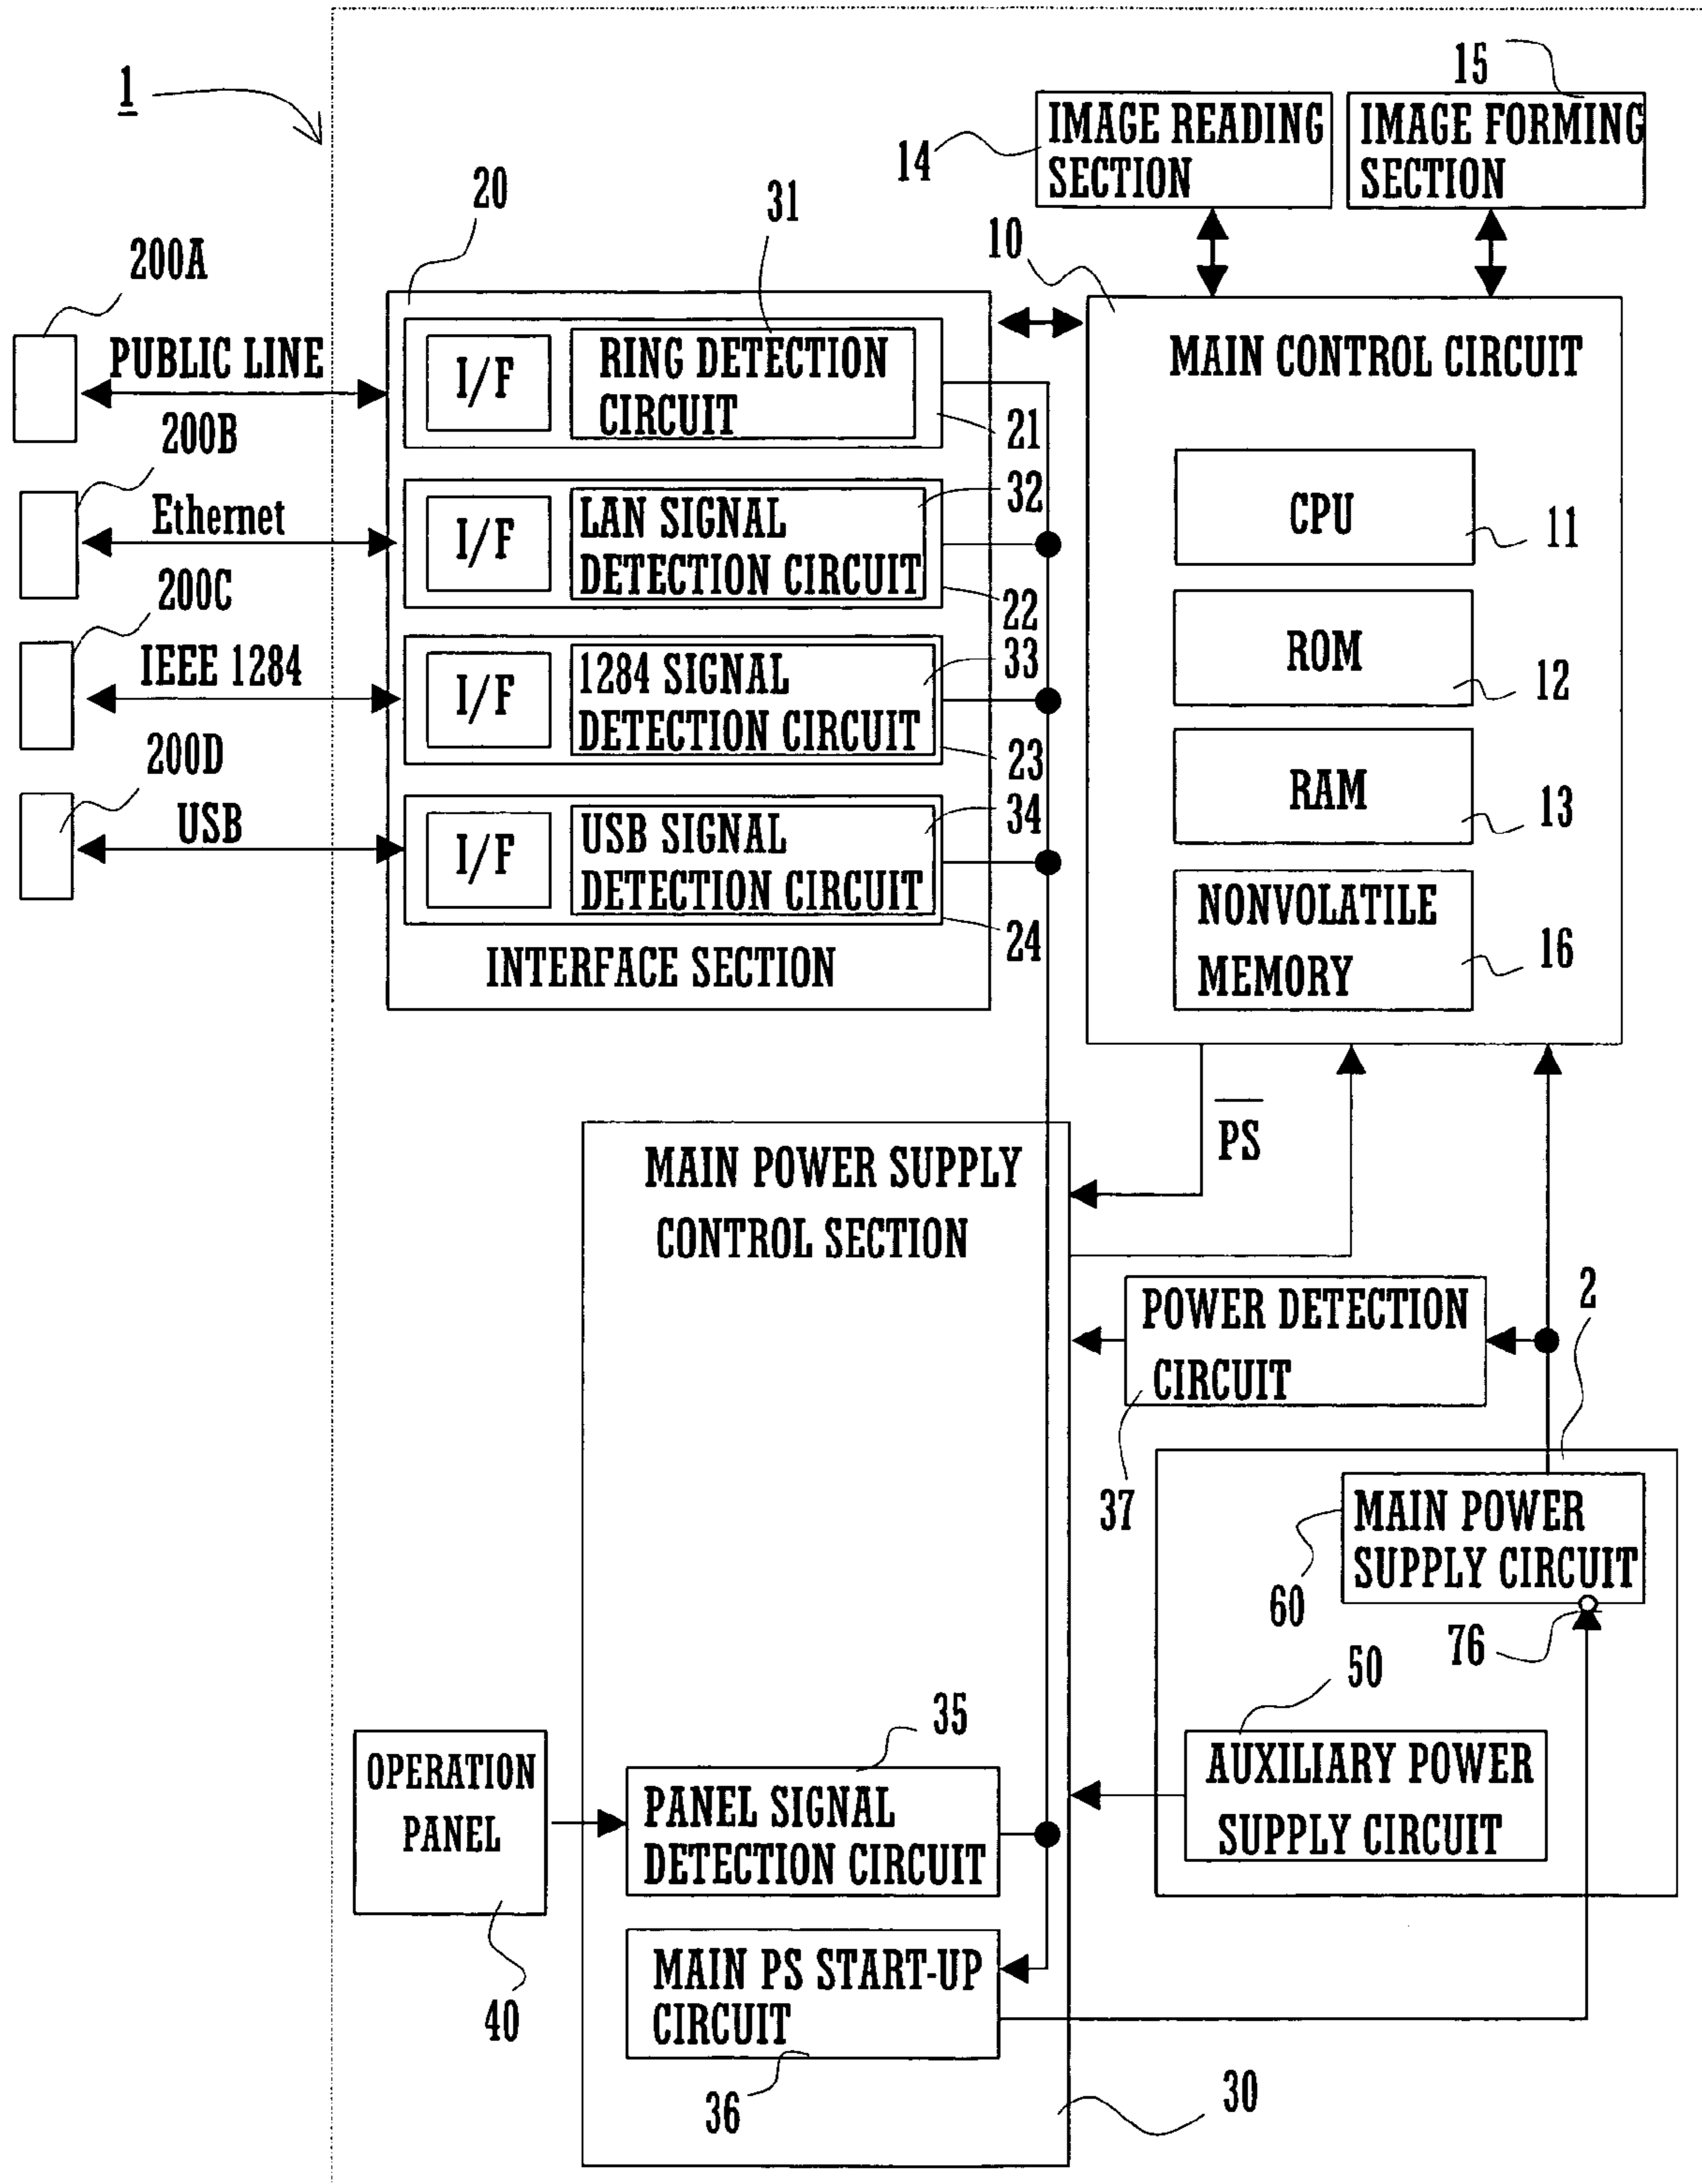 1
15
IMAGE READING
SECTION
IMAGE FORMING
SECTION
14
20
31
10
200A
PUBLIC LINE
I/F
RING DETECTION
CIRCUIT
21
MAIN CONTROL CIRCUIT
200B
Ethernet
I/F
LAN SIGNAL
DETECTION CIRCUIT
32
22
CPU
11
200C
IEEE 1284
I/F
1284 SIGNAL
DETECTION CIRCUIT
33
23
ROM
12
200D
USB
I/F
USB SIGNAL
DETECTION CIRCUIT
34
24
RAM
13
INTERFACE SECTION
NONVOLATILE
MEMORY
16
PS
MAIN POWER SUPPLY
CONTROL SECTION
POWER DETECTION
CIRCUIT
2
37
MAIN POWER
SUPPLY CIRCUIT
60
76
50
AUXILIARY POWER
SUPPLY CIRCUIT
35
OPERATION
PANEL
PANEL SIGNAL
DETECTION CIRCUIT
40
MAIN PS START-UP
CIRCUIT
36
30